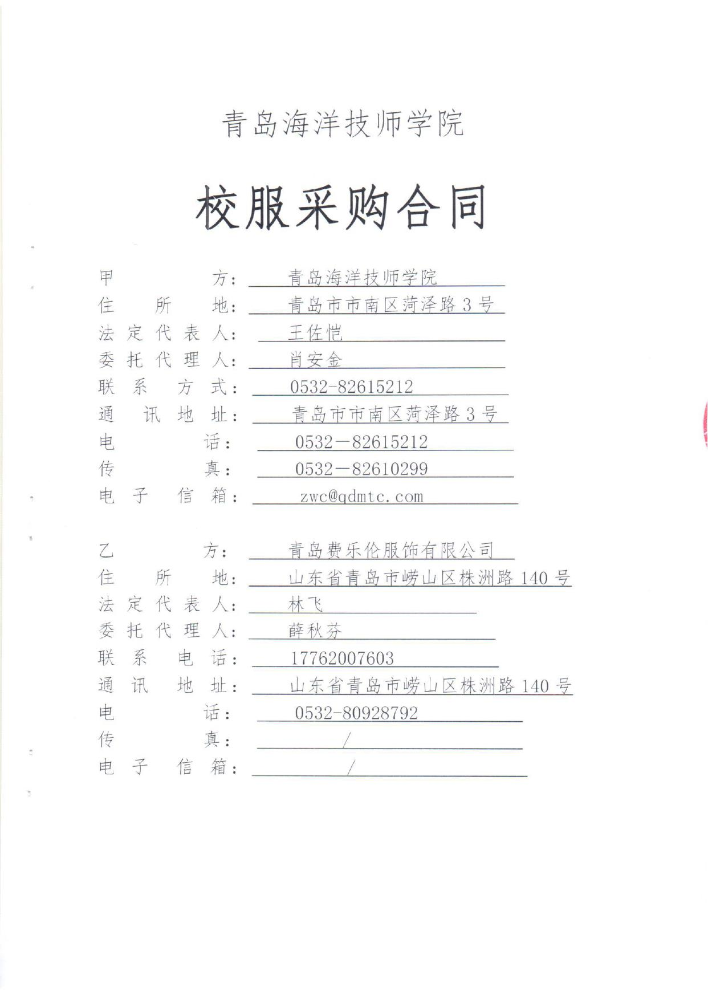 青岛海洋技师学院
校服采购合同
甲方：青岛海洋技师学院
住所地：青岛市市南区菏泽路3号
法定代表人：王佐恺
委托代理人：肖安金
联系方式：0532-82615212
通讯地址：青岛市市南区菏泽路3号
电话：0532－82615212
传真：0532－82610299
电子信箱：zwc@qdmtc.com
乙方：青岛费乐伦服饰有限公司
住所地：山东省青岛市崂山区株洲路140号
法定代表人：林飞
委托代理人：薛秋芬
联系电话：17762007603
通讯地址：山东省青岛市崂山区株洲路140号
电话：0532-80928792
传真：/
电子信箱：/